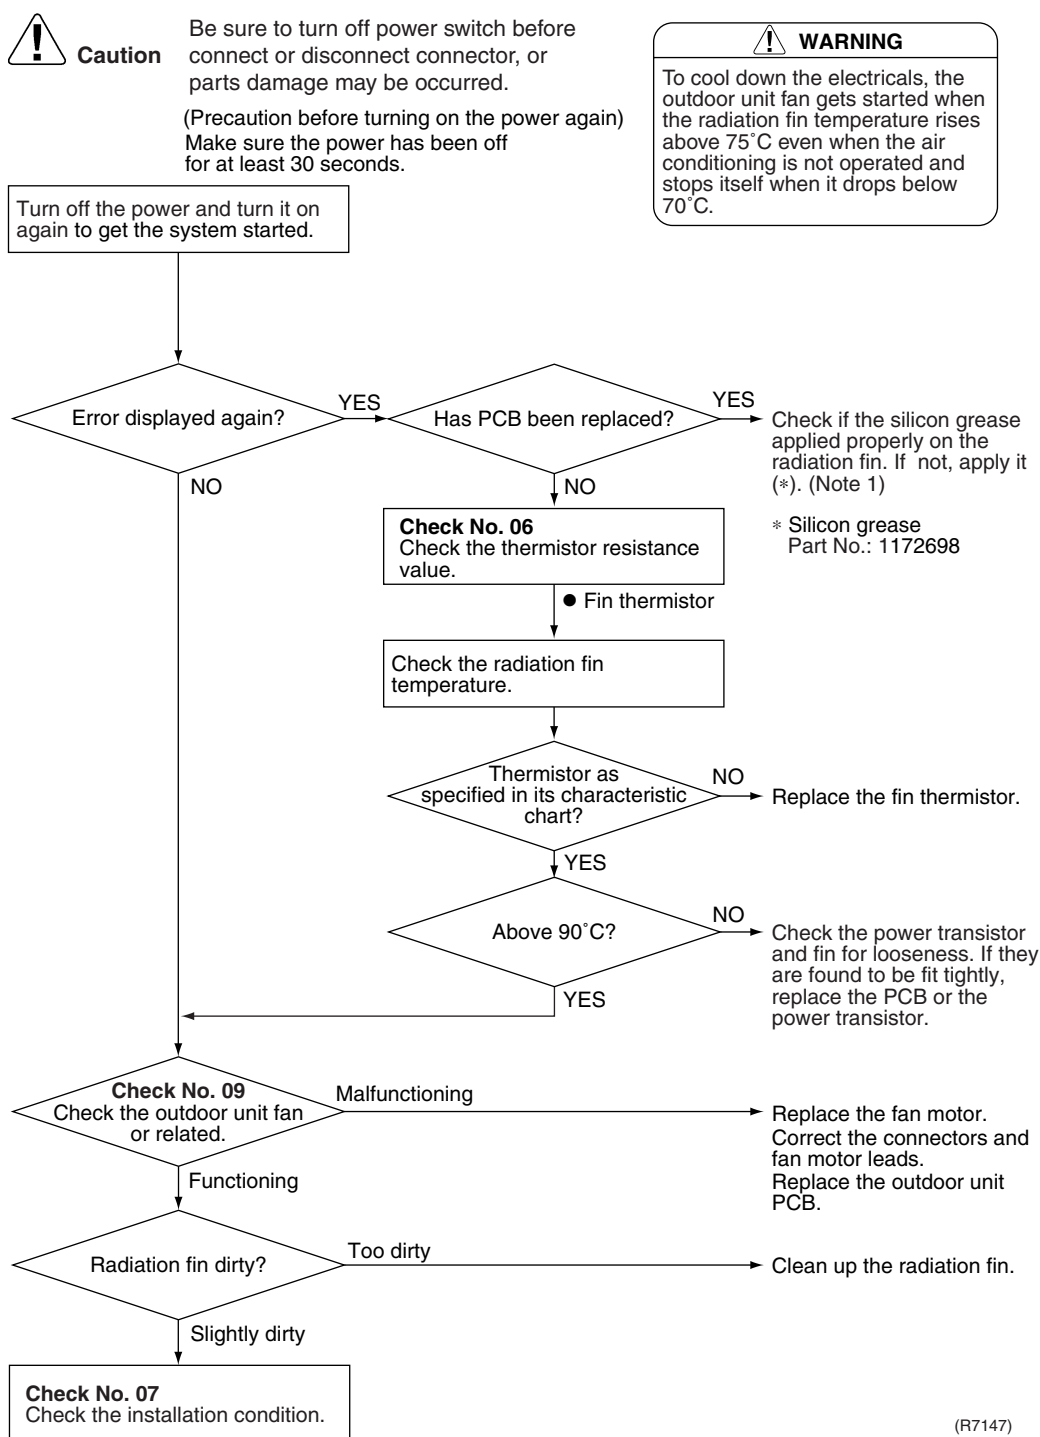 Caution
Be sure to turn off power switch before
connect or disconnect connector, or
parts damage may be occurred.
(Precaution before turning on the power again)
Make sure the power has been off
for at least 30 seconds.
WARNING
To cool down the electricals, the
outdoor unit fan gets started when
the radiation fin temperature rises
above 75˚C even when the air
conditioning is not operated and
stops itself when it drops below
70˚C.
Turn off the power and turn it on
again to get the system started.
Error displayed again?
YES
Has PCB been replaced?
YES
Check if the silicon grease
applied properly on the
radiation fin. If not, apply it
(*). (Note 1)
* Silicon grease
Part No.: 1172698
NO
NO
Check No. 06
Check the thermistor resistance
value.
● Fin thermistor
Check the radiation fin
temperature.
Thermistor as
specified in its characteristic
chart?
NO
Replace the fin thermistor.
YES
Above 90˚C?
NO
Check the power transistor
and fin for looseness. If they
are found to be fit tightly,
replace the PCB or the
power transistor.
YES
Check No. 09
Check the outdoor unit fan
or related.
Malfunctioning
Replace the fan motor.
Correct the connectors and
fan motor leads.
Replace the outdoor unit
PCB.
Functioning
Radiation fin dirty?
Too dirty
Clean up the radiation fin.
Slightly dirty
Check No. 07
Check the installation condition.
(R7147)